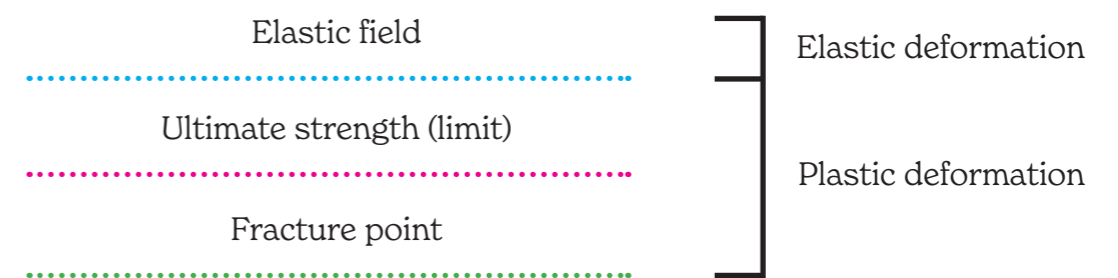 Elastic field
Elastic deformation
Ultimate strength (limit)
Plastic deformation
Fracture point